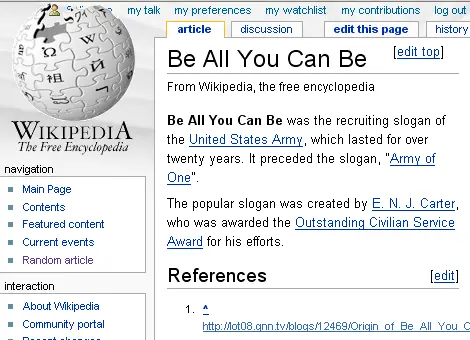 my talk my preferences my watchlist my contributions log out
article discussion edit this page history
Be All You Can Be [edit top]
From Wikipedia, the free encyclopedia
Be All You Can Be was the recruiting slogan of
the United States Army, which lasted for over
twenty years. It preceded the slogan, "Army of
One".
The popular slogan was created by E. N. J. Carter,
who was awarded the Outstanding Civilian Service
Award for his efforts.
References [edit]
1. ^
http://lot08.gnn.tv/blogs/12469/Origin_of_Be_All_You_C
WIKIPEDIA
The Free Encyclopedia
navigation
Main Page
Contents
Featured content
Current events
Random article
interaction
About Wikipedia
Community portal
Recent changes